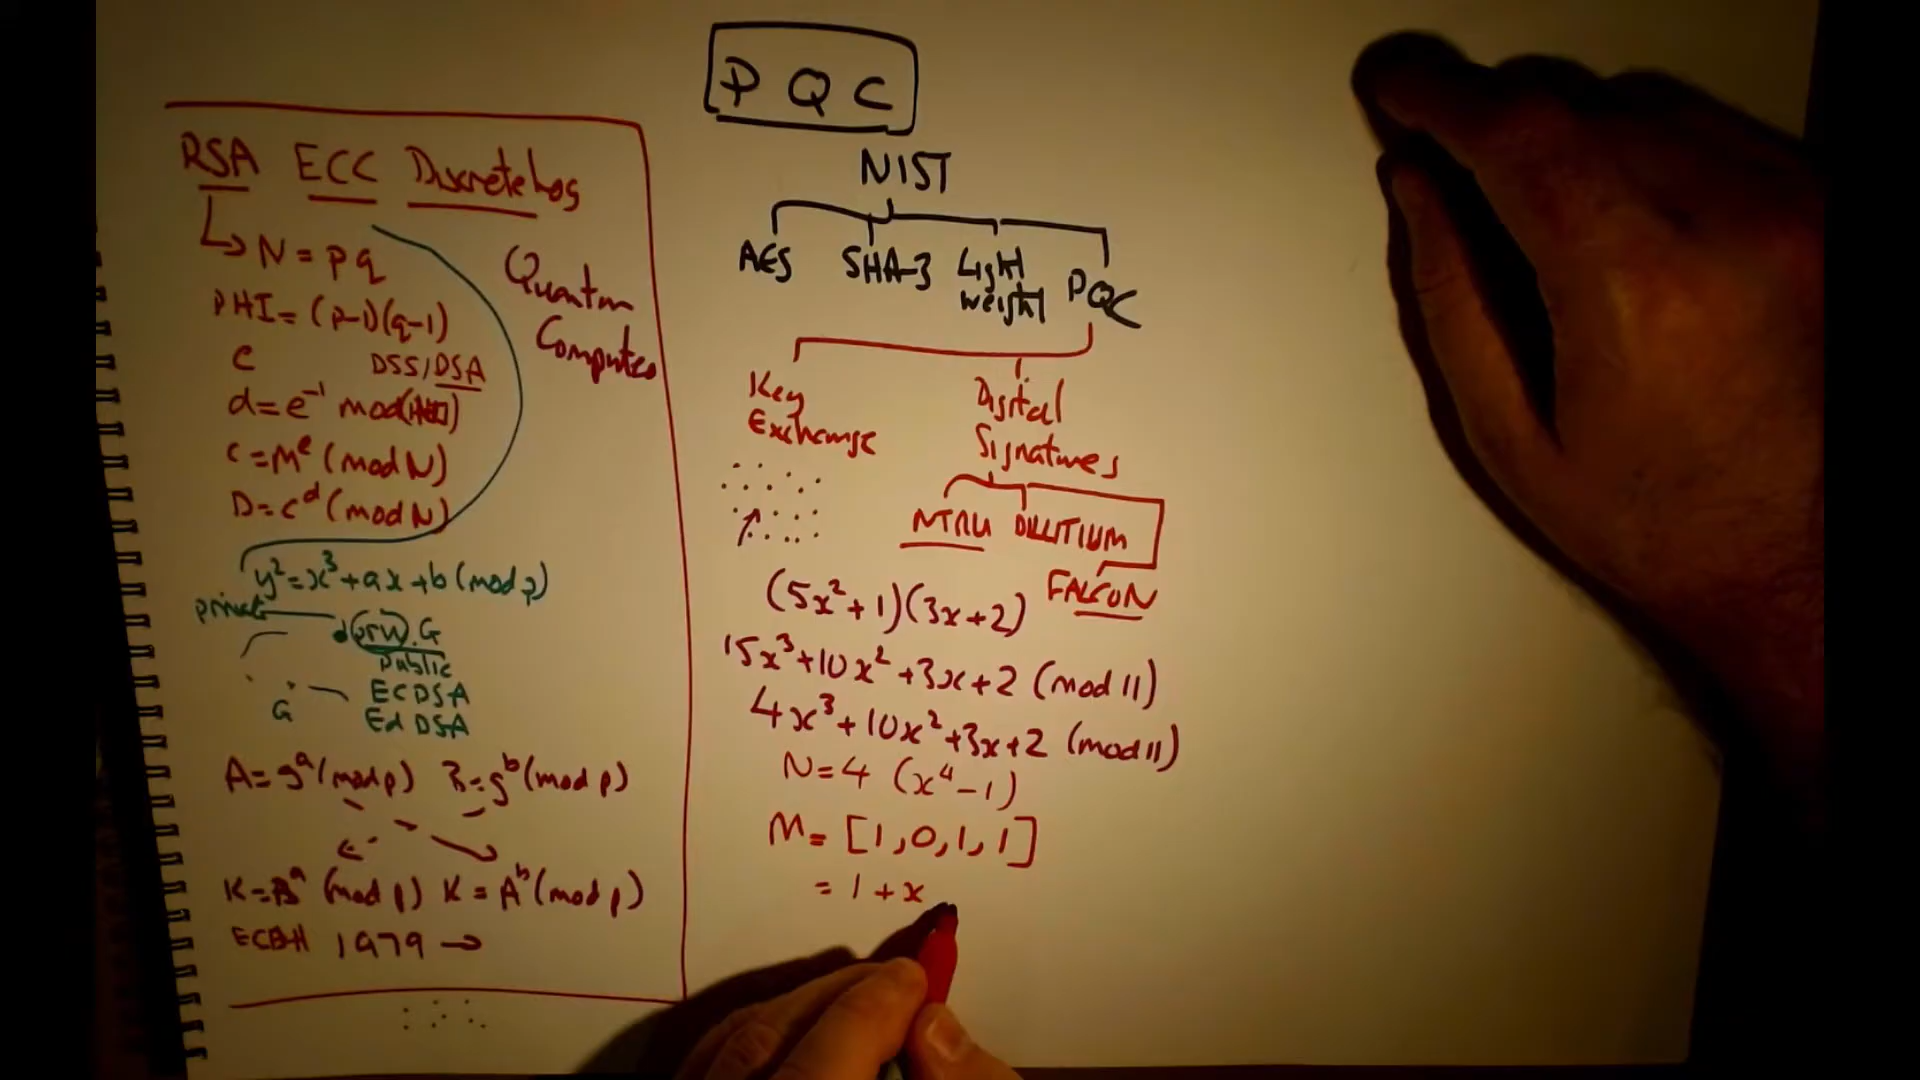 PQC
RSA ECC Discrete Log
N = pq
PHI = (p-1)(q-1)
e
DSS/DSA
d = e⁻¹ mod
c = Mᵉ (mod N)
D = cᵈ (mod N)
Quantum
Computer
y² = x³ + ax + b (mod p)
private
G
Public
ECDSA
EdDSA
G
A = gᵃ (mod p) B = gᵇ (mod p)
K = Bᵃ (mod p) K = Aᵇ (mod p)
1979 →
NIST
AES SHA-3 Light weight PQC
Key
Exchange
Digital
Signatures
NTRU DILITIUM
FALCON
(5x² + 1)(3x + 2)
15x³ + 10x² + 3x + 2 (mod 11)
4x³ + 10x² + 3x + 2 (mod 11)
N = 4 (x⁴ - 1)
M = [1, 0, 1, 1]
= 1 + x